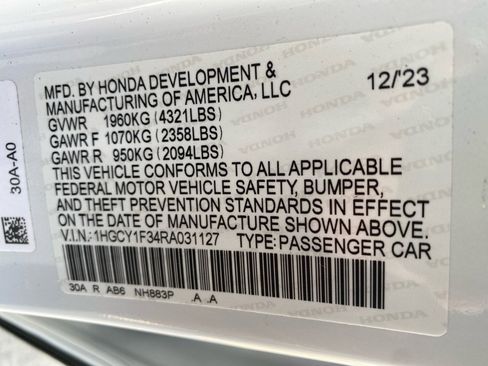 MFD. BY HONDA DEVELOPMENT &
MANUFACTURING OF AMERICA, LLC 12/'23
GVWR 1960KG (4321LBS)
GAWR F 1070KG (2358LBS)
GAWR R 950KG (2094LBS)
THIS VEHICLE CONFORMS TO ALL APPLICABLE
FEDERAL MOTOR VEHICLE SAFETY, BUMPER,
AND THEFT PREVENTION STANDARDS IN EFFECT
ON THE DATE OF MANUFACTURE SHOWN ABOVE.
V.I.N.: 1HGCY1F34RA031127 TYPE: PASSENGER CAR
30A R AB6 NH883P .A .A
30A-A0